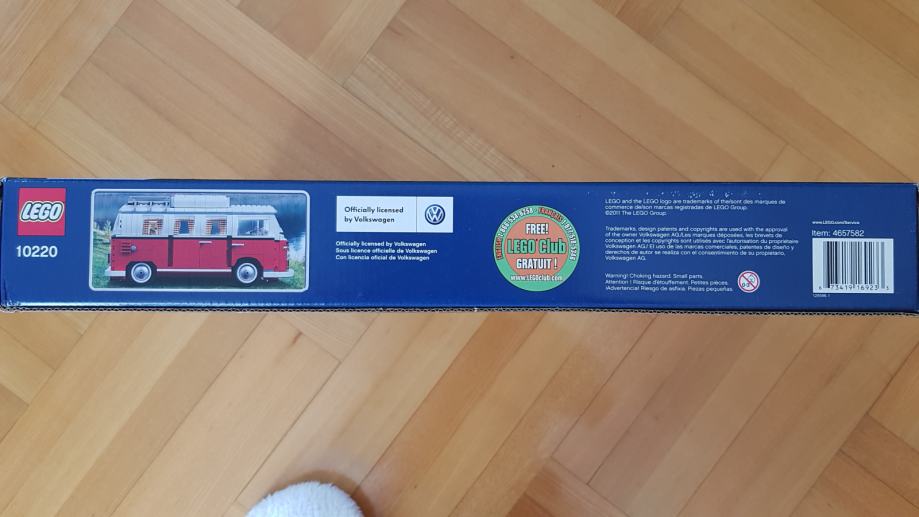 LEGO
10220
Officially licensed
by Volkswagen
Officially licensed by Volkswagen
Sous licence officielle de Volkswagen
Con licencia oficial de Volkswagen
FREE!
LEGO Club
GRATUIT !
www.LEGOclub.com
LEGO and the LEGO logo are trademarks of the/sont des marques de
commerce de/son marcas registradas de LEGO Group.
©2011 The LEGO Group.
Trademarks, design patents and copyrights are used with the approval
of the owner Volkswagen AG./Les marques déposées, les brevets de
conception et les copyrights sont utilisés avec l'autorisation du propriétaire
Volkswagen AG./ El uso de las marcas comerciales, patentes de diseño y
derechos de autor se realiza con el consentimiento de su propietario,
Volkswagen AG.
Warning! Choking hazard. Small parts.
Attention ! Risque d'étouffement. Petites pièces.
¡Advertencia! Riesgo de asfixia. Piezas pequeñas.
0-3
www.LEGO.com/Service
Item: 4657582
6 73419 16923 3